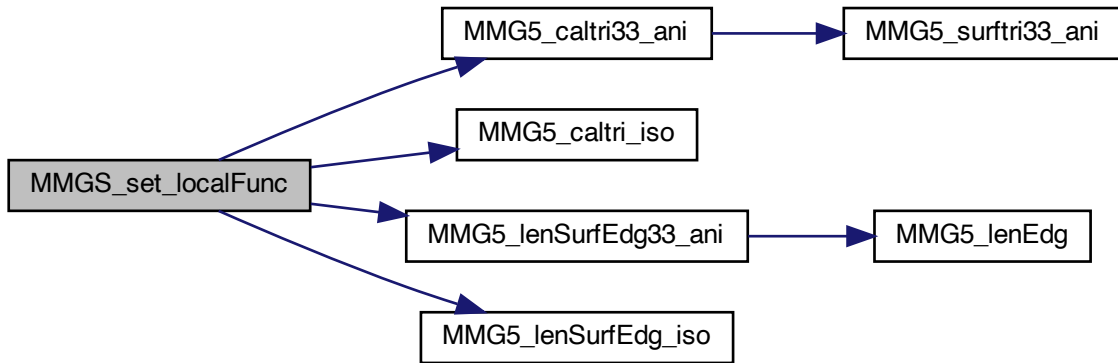 MMG5_caltri33_ani
MMG5_surftri33_ani
MMG5_caltri_iso
MMGS_set_localFunc
MMG5_lenSurfEdg33_ani
MMG5_lenEdg
MMG5_lenSurfEdg_iso